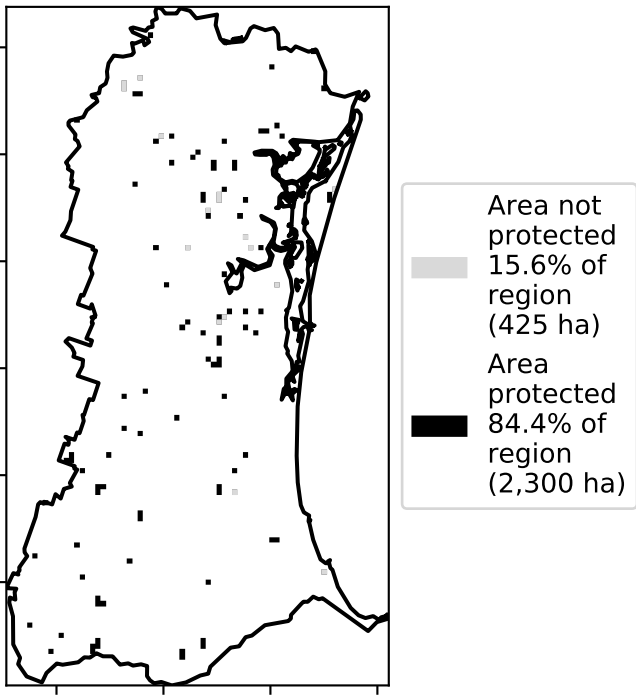 Area not
protected
15.6% of
region
(425 ha)
Area
protected
84.4% of
region
(2,300 ha)